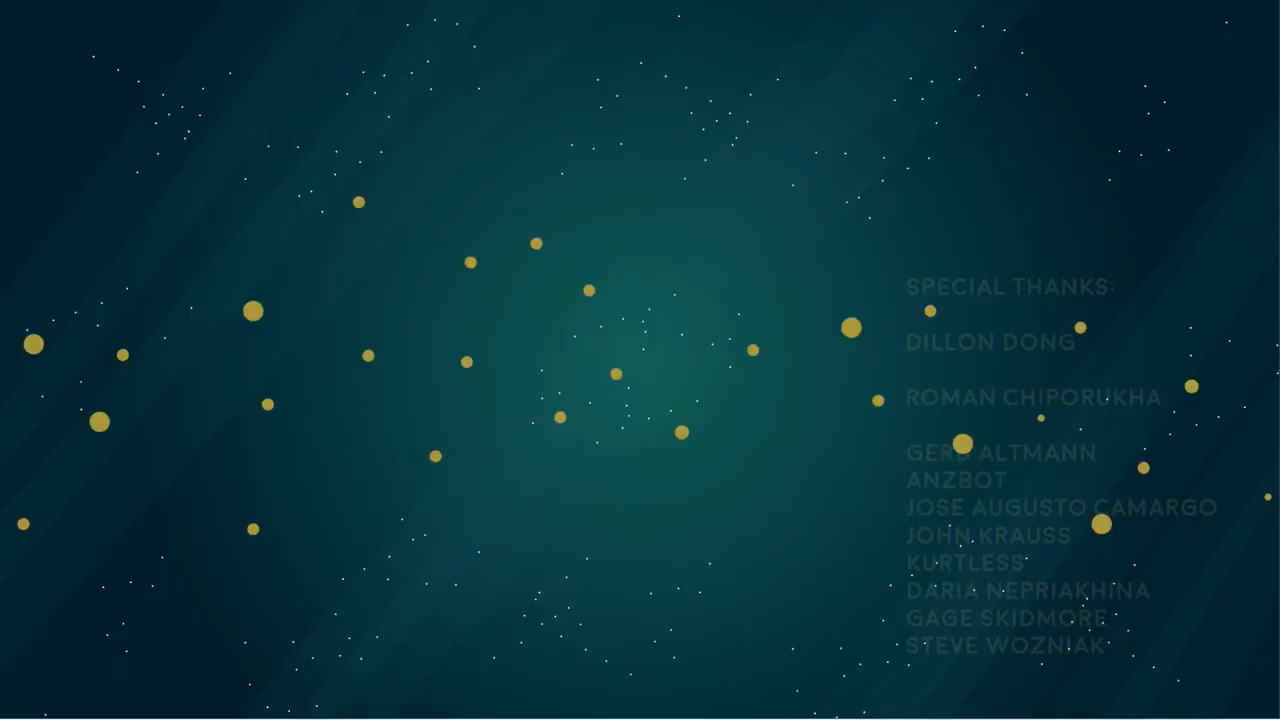 SPECIAL THANKS:
DILLON DONG
ROMAN CHIPORUKHA
GERD ALTMANN
ANZBOT
JOSE AUGUSTO CAMARGO
JOHN KRAUSS
KURTLESS
DARIA NEPRIAKHINA
GAGE SKIDMORE
STEVE WOZNIAK